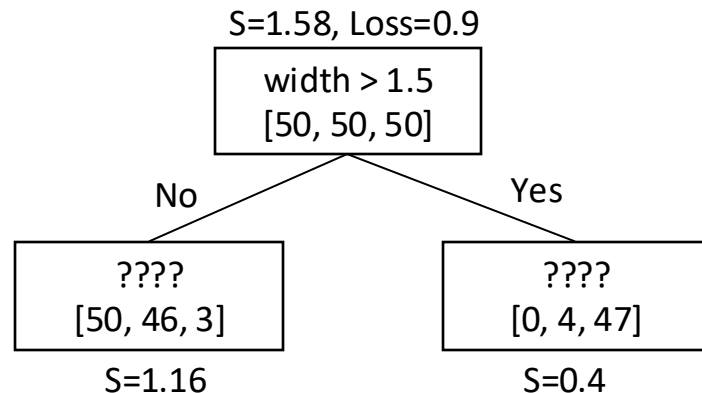 S=1.58, Loss=0.9
width > 1.5
[50, 50, 50]
No
Yes
????
[50, 46, 3]
????
[0, 4, 47]
S=1.16
S=0.4